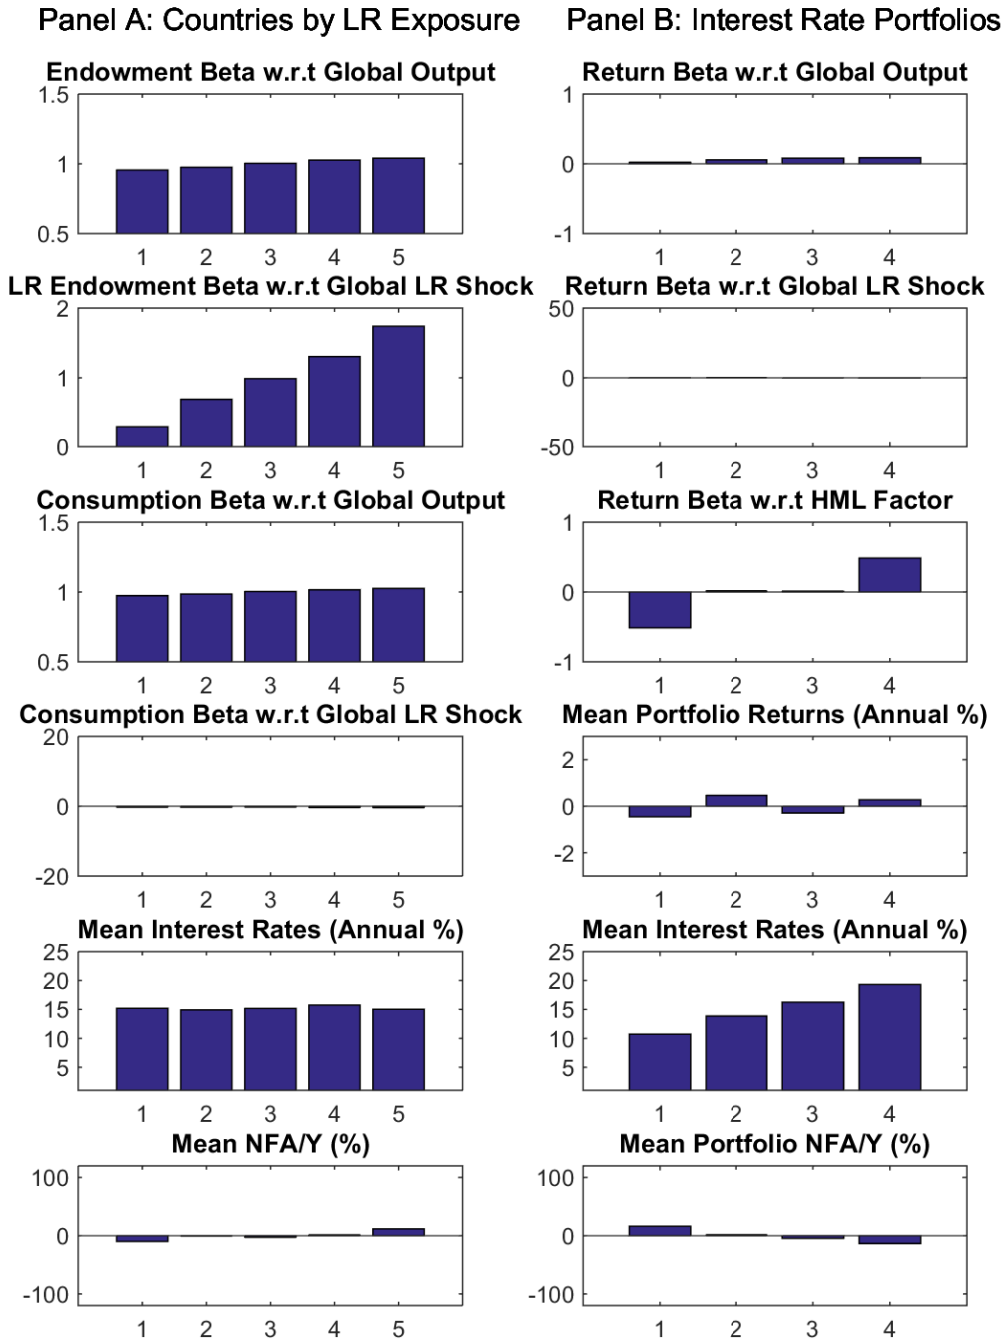 Panel A: Countries by LR Exposure
Panel B: Interest Rate Portfolios
Endowment Beta w.r.t Global Output
1.5
1
0.5
1 2 3 4 5
Return Beta w.r.t Global Output
1
0
-1
1 2 3 4
LR Endowment Beta w.r.t Global LR Shock
2
1
0
1 2 3 4 5
Return Beta w.r.t Global LR Shock
50
0
-50
1 2 3 4
Consumption Beta w.r.t Global Output
1.5
1
0.5
1 2 3 4 5
Return Beta w.r.t HML Factor
1
0
-1
1 2 3 4
Consumption Beta w.r.t Global LR Shock
20
0
-20
1 2 3 4 5
Mean Portfolio Returns (Annual %)
2
0
-2
1 2 3 4
Mean Interest Rates (Annual %)
25
20
15
10
5
1 2 3 4 5
Mean Interest Rates (Annual %)
25
20
15
10
5
1 2 3 4
Mean NFA/Y (%)
100
0
-100
1 2 3 4 5
Mean Portfolio NFA/Y (%)
100
0
-100
1 2 3 4